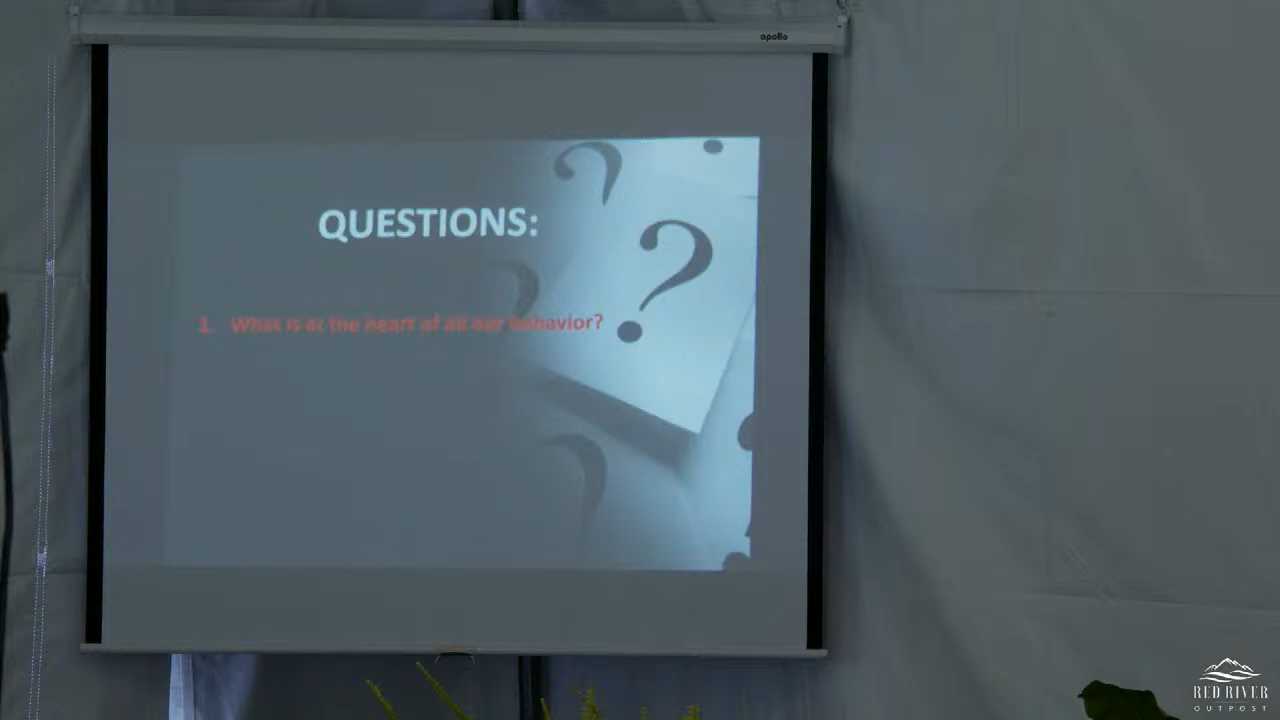 apollo
QUESTIONS:
1. What is at the heart of all our behavior?
RED RIVER
OUTPOST